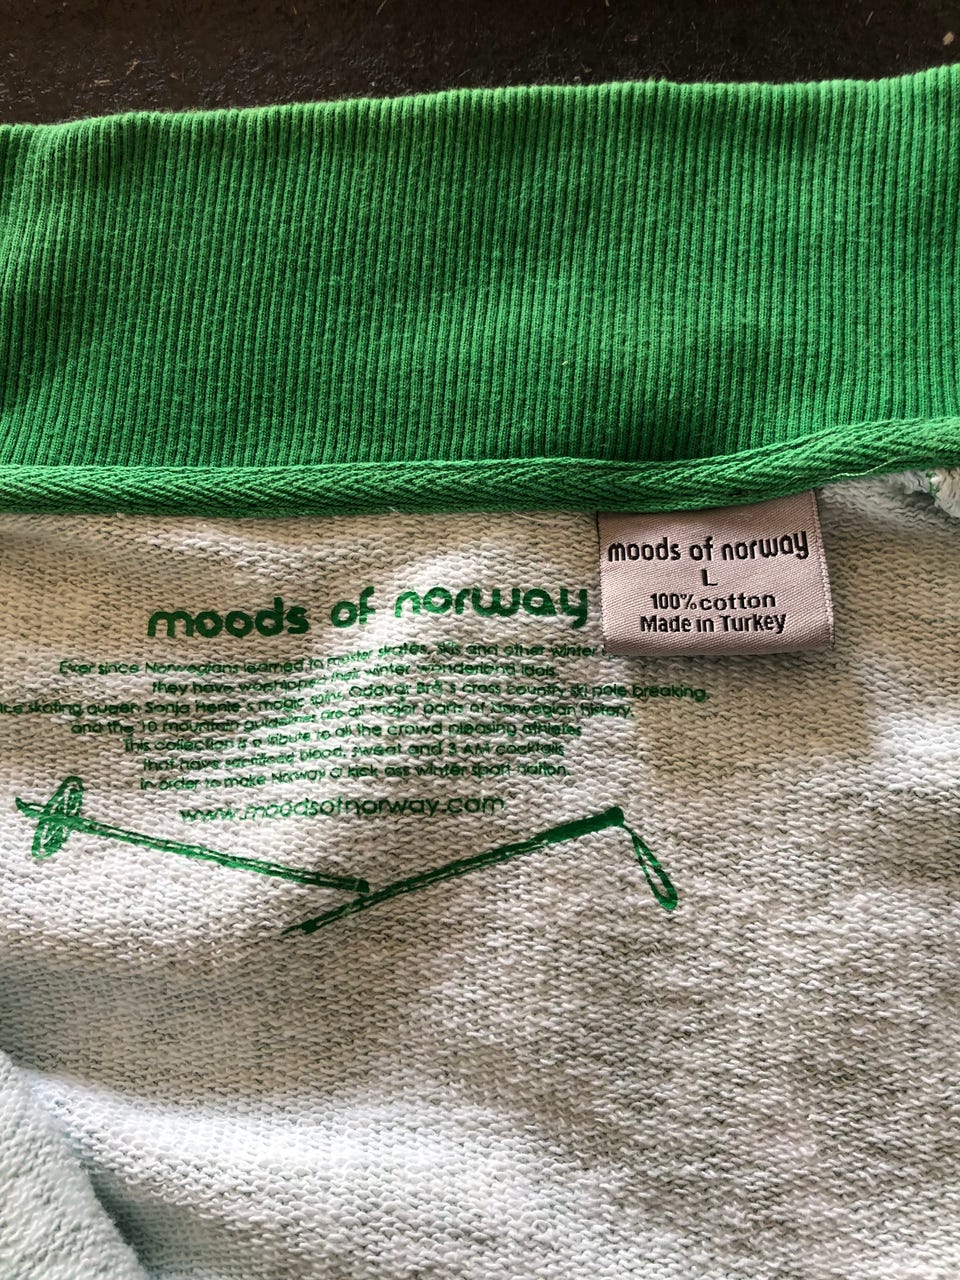 moods of norway
L
100% cotton
Made in Turkey
moods of norway
Ever since Norwegians learned to master skates, skis and other winter
they have worshipped their winter wonderland idols.
skating queen Sonja Henie's magic spins, Oddvar Brå's cross country ski pole breaking,
and the 10 mountain guidelines are all major parts of Norwegian history.
This collection is a tribute to all the crowd pleasing athletes
that have sacrificed blood, sweat and 3 AM cocktails
in order to make Norway a kick ass winter sport nation.
www.moodsofnorway.com